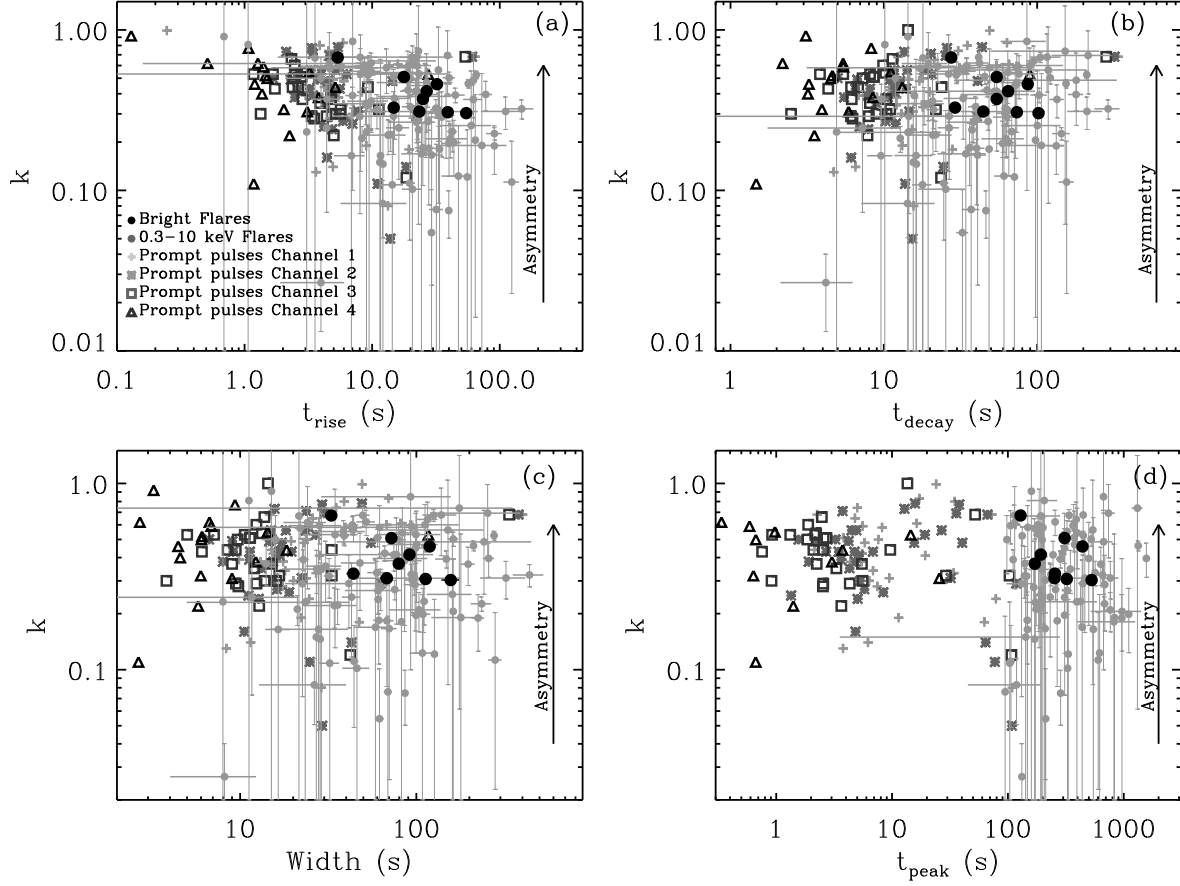 (a)
1.00
0.10
0.01
k
Bright Flares
0.3-10 keV Flares
Prompt pulses Channel 1
Prompt pulses Channel 2
Prompt pulses Channel 3
Prompt pulses Channel 4
Asymmetry
0.1 1.0 10.0 100.0
t_rise (s)
(b)
1.00
0.10
0.01
k
Asymmetry
1 10 100
t_decay (s)
(c)
1.0
0.1
k
Asymmetry
10 100
Width (s)
(d)
1.0
0.1
k
Asymmetry
1 10 100 1000
t_peak (s)